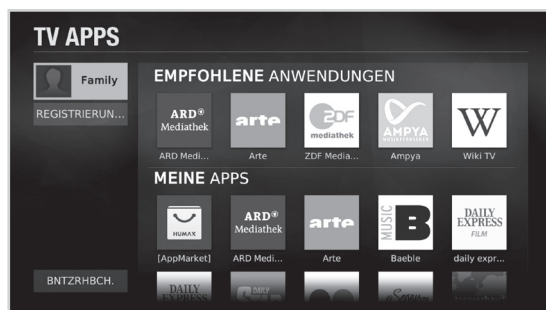 TV APPS
Family
REGISTRIERUN...
BNTZRHBCH.
EMPFOHLENE ANWENDUNGEN
ARD
Mediathek
arte
ZDF
mediathek
AMPYA
W
ARD Medi...
Arte
ZDF Media...
Ampya
Wiki TV
MEINE APPS
HUMAX
ARD
Mediathek
arte
MUSIC
B
DAILY
EXPRESS
FILM
[AppMarket]
ARD Medi...
Arte
Baeble
daily expr...
DAILY
EXPRESS
DAILY